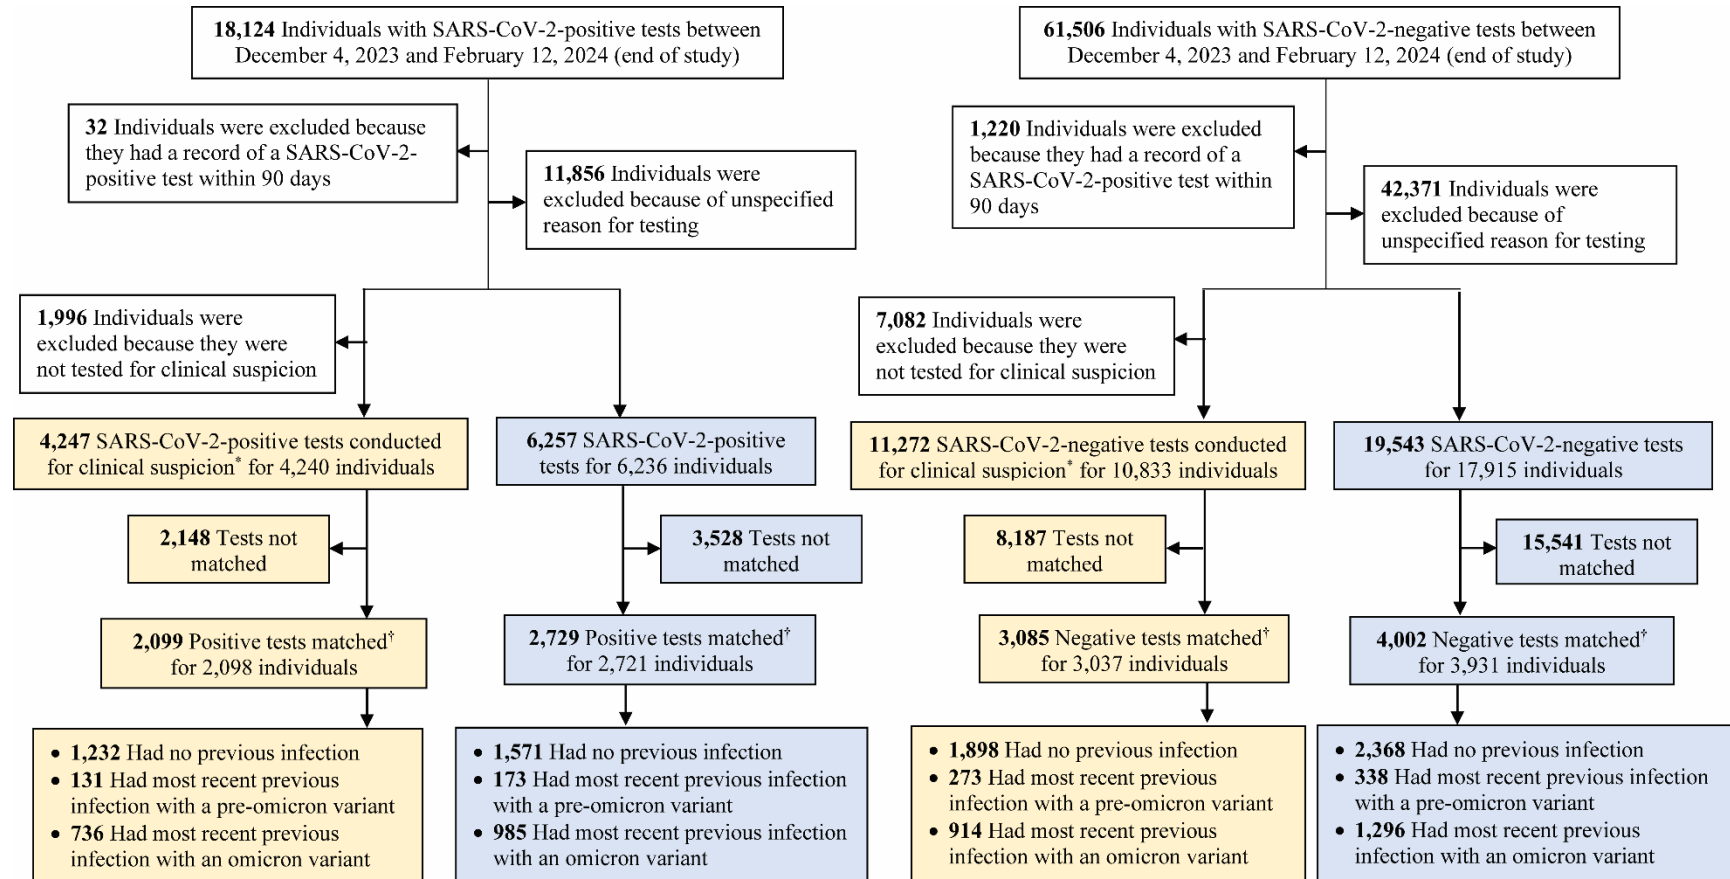 18,124 Individuals with SARS-CoV-2-positive tests between
December 4, 2023 and February 12, 2024 (end of study)
32 Individuals were excluded because
they had a record of a SARS-CoV-2-
positive test within 90 days
11,856 Individuals were
excluded because of unspecified
reason for testing
1,996 Individuals were
excluded because they were
not tested for clinical suspicion
4,247 SARS-CoV-2-positive tests conducted
for clinical suspicion* for 4,240 individuals
6,257 SARS-CoV-2-positive
tests for 6,236 individuals
2,148 Tests not
matched
3,528 Tests not
matched
2,099 Positive tests matched†
for 2,098 individuals
2,729 Positive tests matched†
for 2,721 individuals
• 1,232 Had no previous infection
• 131 Had most recent previous
infection with a pre-omicron variant
• 736 Had most recent previous
infection with an omicron variant
• 1,571 Had no previous infection
• 173 Had most recent previous infection
with a pre-omicron variant
• 985 Had most recent previous infection
with an omicron variant
61,506 Individuals with SARS-CoV-2-negative tests between
December 4, 2023 and February 12, 2024 (end of study)
1,220 Individuals were excluded
because they had a record of a
SARS-CoV-2-positive test within
90 days
42,371 Individuals were
excluded because of
unspecified reason for testing
7,082 Individuals were
excluded because they were
not tested for clinical suspicion
11,272 SARS-CoV-2-negative tests conducted
for clinical suspicion* for 10,833 individuals
19,543 SARS-CoV-2-negative tests
for 17,915 individuals
8,187 Tests not
matched
15,541 Tests not
matched
3,085 Negative tests matched†
for 3,037 individuals
4,002 Negative tests matched†
for 3,931 individuals
• 1,898 Had no previous infection
• 273 Had most recent previous
infection with a pre-omicron variant
• 914 Had most recent previous
infection with an omicron variant
• 2,368 Had no previous infection
• 338 Had most recent previous infection
with a pre-omicron variant
• 1,296 Had most recent previous
infection with an omicron variant